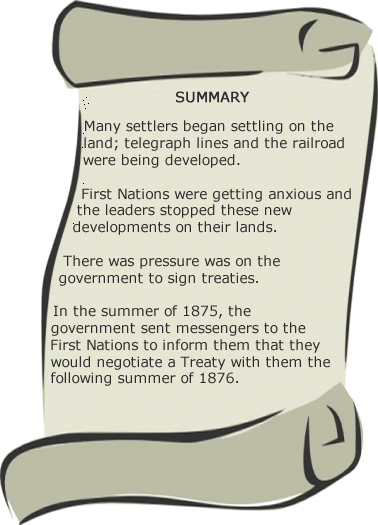 SUMMARY
Many settlers began settling on the
land; telegraph lines and the railroad
were being developed.
First Nations were getting anxious and
the leaders stopped these new
developments on their lands.
There was pressure was on the
government to sign treaties.
In the summer of 1875, the
government sent messengers to the
First Nations to inform them that they
would negotiate a Treaty with them the
following summer of 1876.